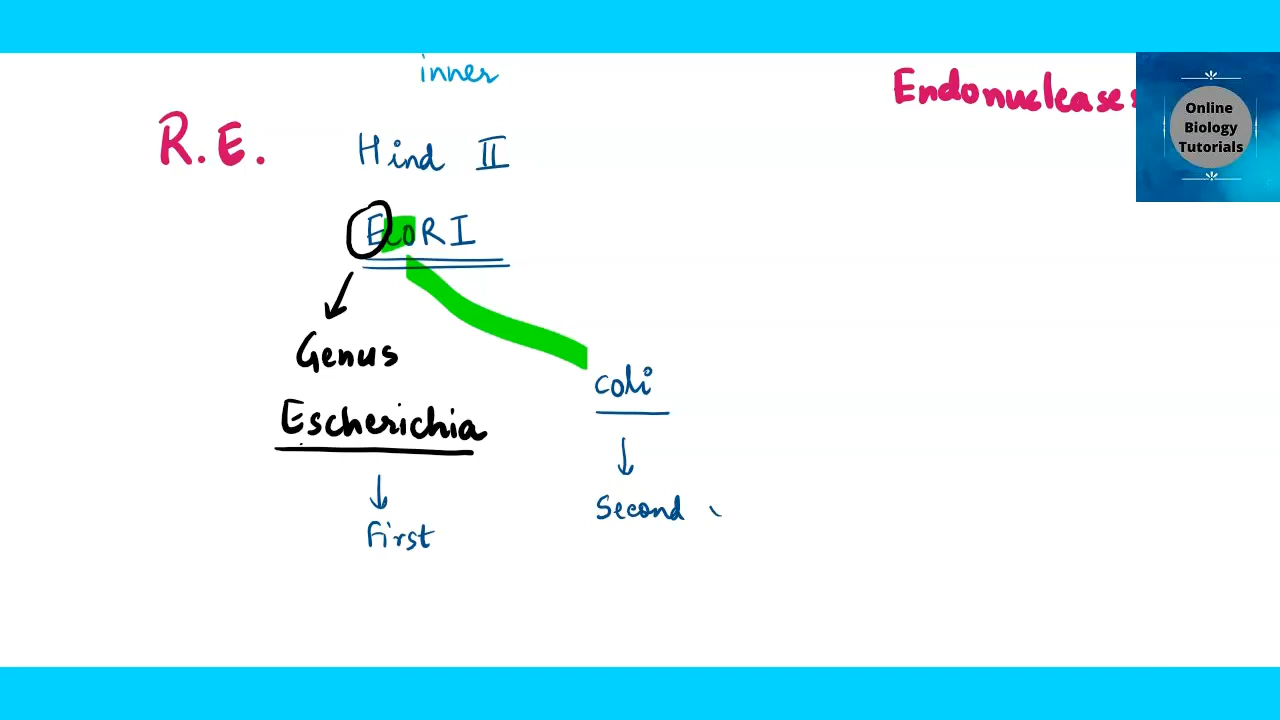 inner
Endonucleases
Online
Biology
Tutorials
R.E.
Hind II
EcoRI
Genus
Escherichia
First
coli
Second